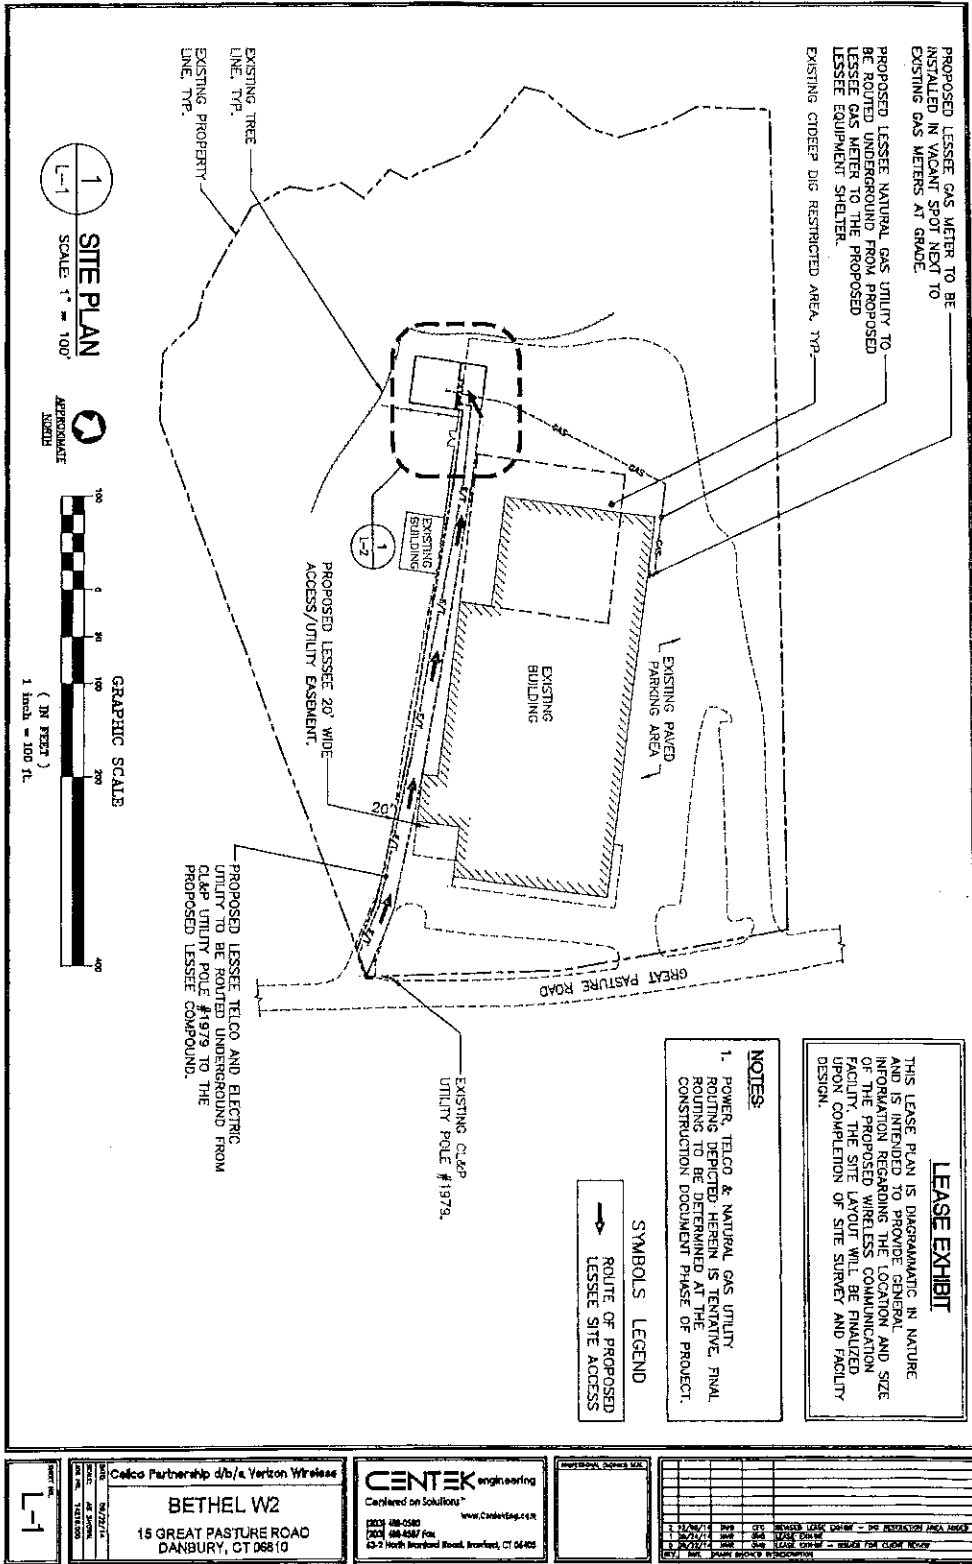 PROPOSED LESSEE GAS METER TO BE
INSTALLED IN VACANT SPOT NEXT TO
EXISTING GAS METERS AT GRADE.
PROPOSED LESSEE NATURAL GAS UTILITY TO
BE ROUTED UNDERGROUND FROM PROPOSED
LESSEE GAS METER TO THE PROPOSED
LESSEE EQUIPMENT SHELTER.
EXISTING CTDEEP DIG RESTRICTED AREA, TYP.
EXISTING TREE
LINE, TYP.
EXISTING PROPERTY
LINE, TYP.
GAS
GAS
GAS
E/T
E/T
E/T
E/T
E/T
EXISTING
BUILDING
1
L-2
EXISTING
BUILDING
EXISTING PAVED
PARKING AREA
PROPOSED LESSEE 20' WIDE
ACCESS/UTILITY EASEMENT.
20'
GREAT PASTURE ROAD
EXISTING CL&P
UTILITY POLE #1979.
PROPOSED LESSEE TELCO AND ELECTRIC
UTILITY TO BE ROUTED UNDERGROUND FROM
CL&P UTILITY POLE #1979 TO THE
PROPOSED LESSEE COMPOUND.
1
L-1
SITE PLAN
SCALE: 1" = 100'
APPROXIMATE
NORTH
GRAPHIC SCALE
100 0 50 100 200 400
( IN FEET )
1 inch = 100 ft.
LEASE EXHIBIT
THIS LEASE PLAN IS DIAGRAMMATIC IN NATURE
AND IS INTENDED TO PROVIDE GENERAL
INFORMATION REGARDING THE LOCATION AND SIZE
OF THE PROPOSED WIRELESS COMMUNICATION
FACILITY. THE SITE LAYOUT WILL BE FINALIZED
UPON COMPLETION OF SITE SURVEY AND FACILITY
DESIGN.
NOTES:
1. POWER, TELCO & NATURAL GAS UTILITY
ROUTING DEPICTED HEREIN IS TENTATIVE. FINAL
ROUTING TO BE DETERMINED AT THE
CONSTRUCTION DOCUMENT PHASE OF PROJECT.
SYMBOLS LEGEND
ROUTE OF PROPOSED
LESSEE SITE ACCESS
L-1
Cellco Partnership d/b/a Verizon Wireless
BETHEL W2
15 GREAT PASTURE ROAD
DANBURY, CT 06810
CENTEK engineering
Centered on Solutions
www.CentekEng.com
63-2 North Branford Road, Branford, CT 06405